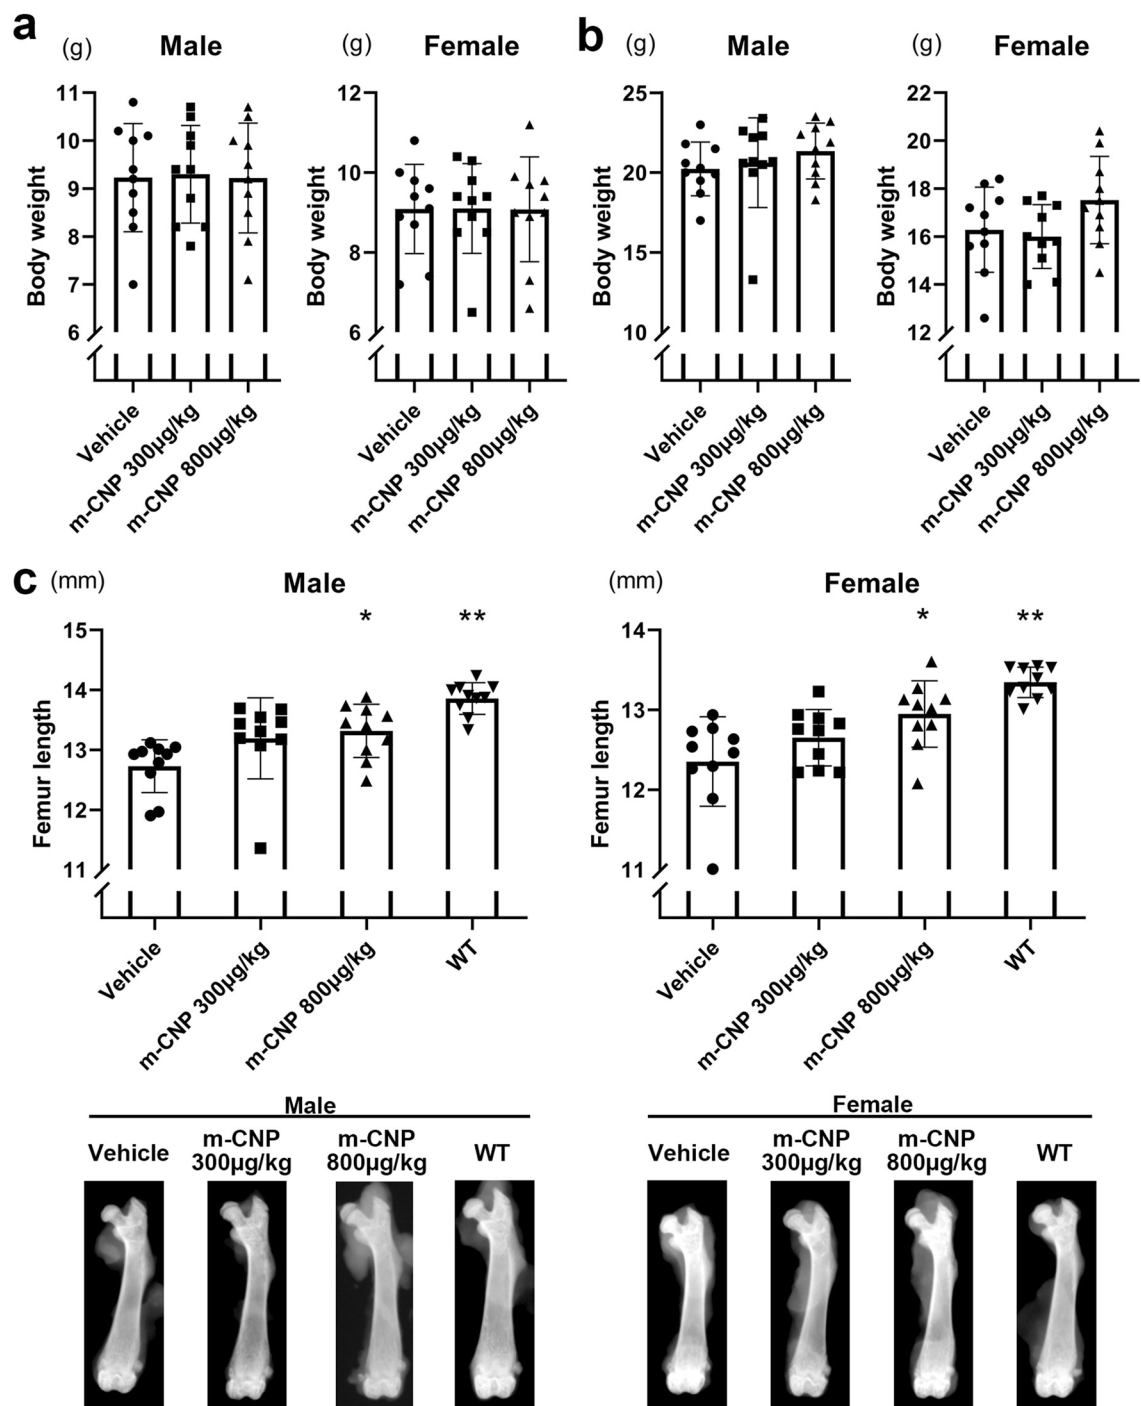 a
(g)
Male
Body weight
11
10
9
8
7
6
Vehicle
m-CNP 300µg/kg
m-CNP 800µg/kg
(g)
Female
Body weight
12
10
8
6
Vehicle
m-CNP 300µg/kg
m-CNP 800µg/kg
b
(g)
Male
Body weight
25
20
15
10
Vehicle
m-CNP 300µg/kg
m-CNP 800µg/kg
(g)
Female
Body weight
22
20
18
16
14
12
Vehicle
m-CNP 300µg/kg
m-CNP 800µg/kg
c
(mm)
Male
Femur length
15
14
13
12
11
*
**
Vehicle
m-CNP 300µg/kg
m-CNP 800µg/kg
WT
(mm)
Female
Femur length
14
13
12
11
*
**
Vehicle
m-CNP 300µg/kg
m-CNP 800µg/kg
WT
Male
Vehicle
m-CNP
300µg/kg
m-CNP
800µg/kg
WT
Female
Vehicle
m-CNP
300µg/kg
m-CNP
800µg/kg
WT